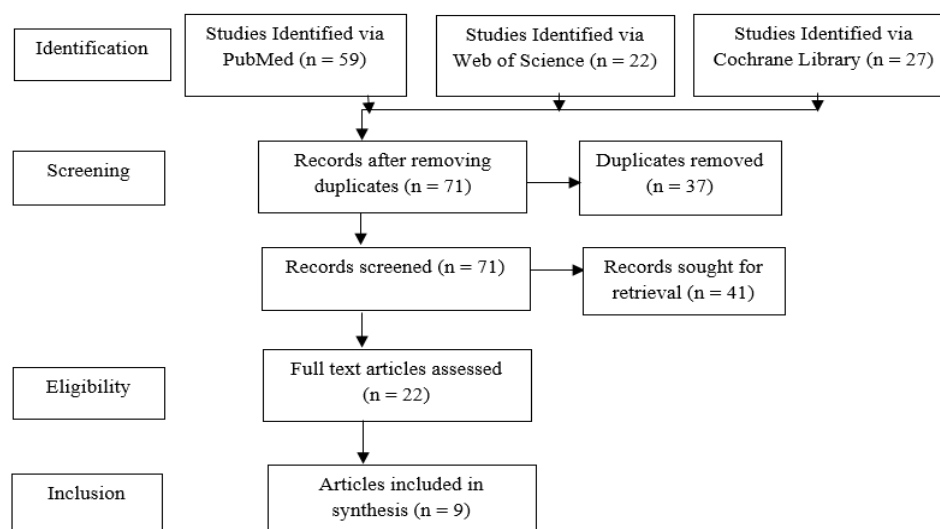 Identification
Studies Identified via
PubMed (n = 59)
Studies Identified via
Web of Science (n = 22)
Studies Identified via
Cochrane Library (n = 27)
Screening
Records after removing
duplicates (n = 71)
Duplicates removed
(n = 37)
Records screened (n = 71)
Records sought for
retrieval (n = 41)
Eligibility
Full text articles assessed
(n = 22)
Inclusion
Articles included in
synthesis (n = 9)